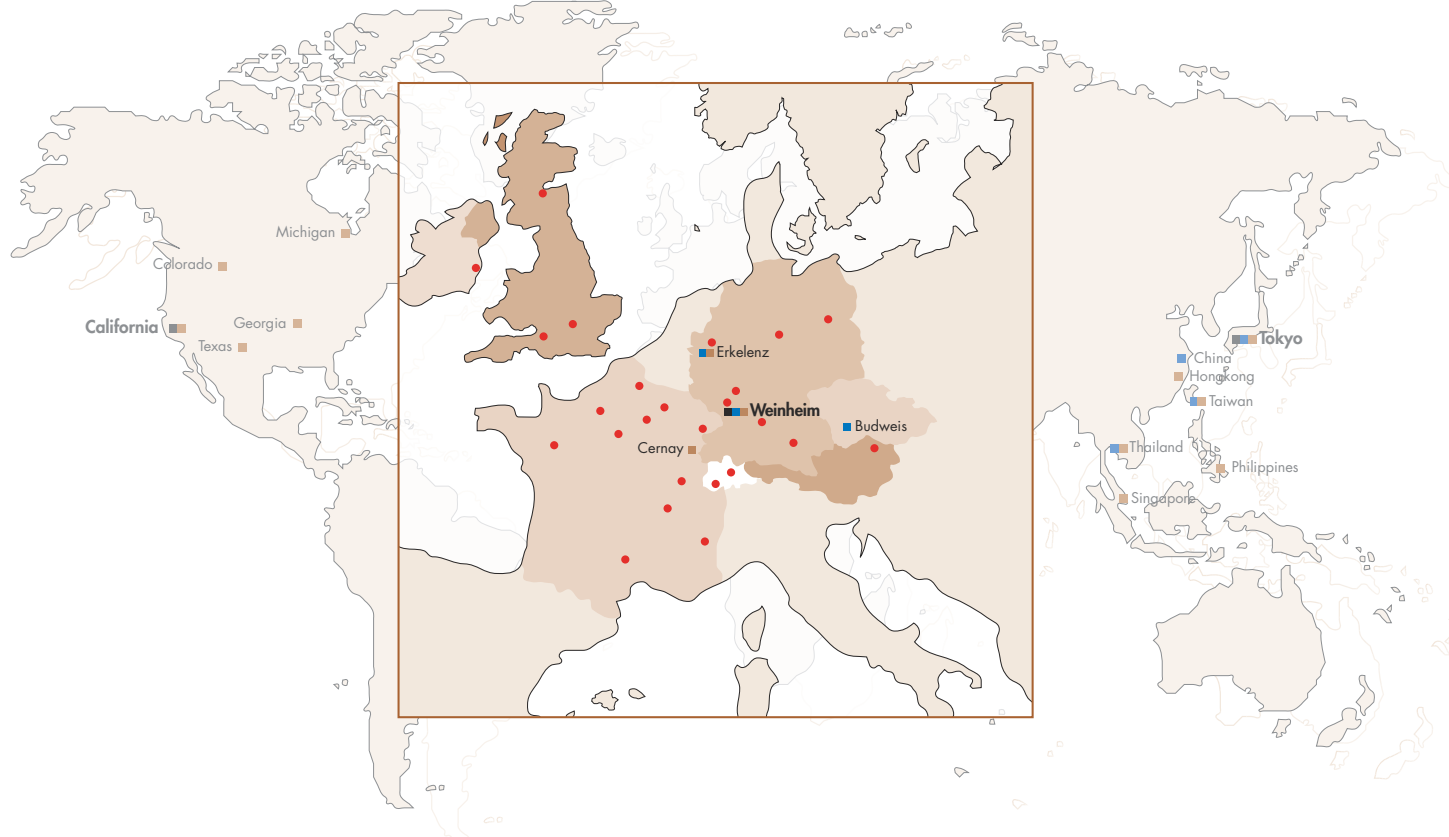 Michigan
Colorado
California
Georgia
Texas
Erkelenz
Weinheim
Budweis
Cernay
Tokyo
China
Hongkong
Taiwan
Thailand
Philippines
Singapore